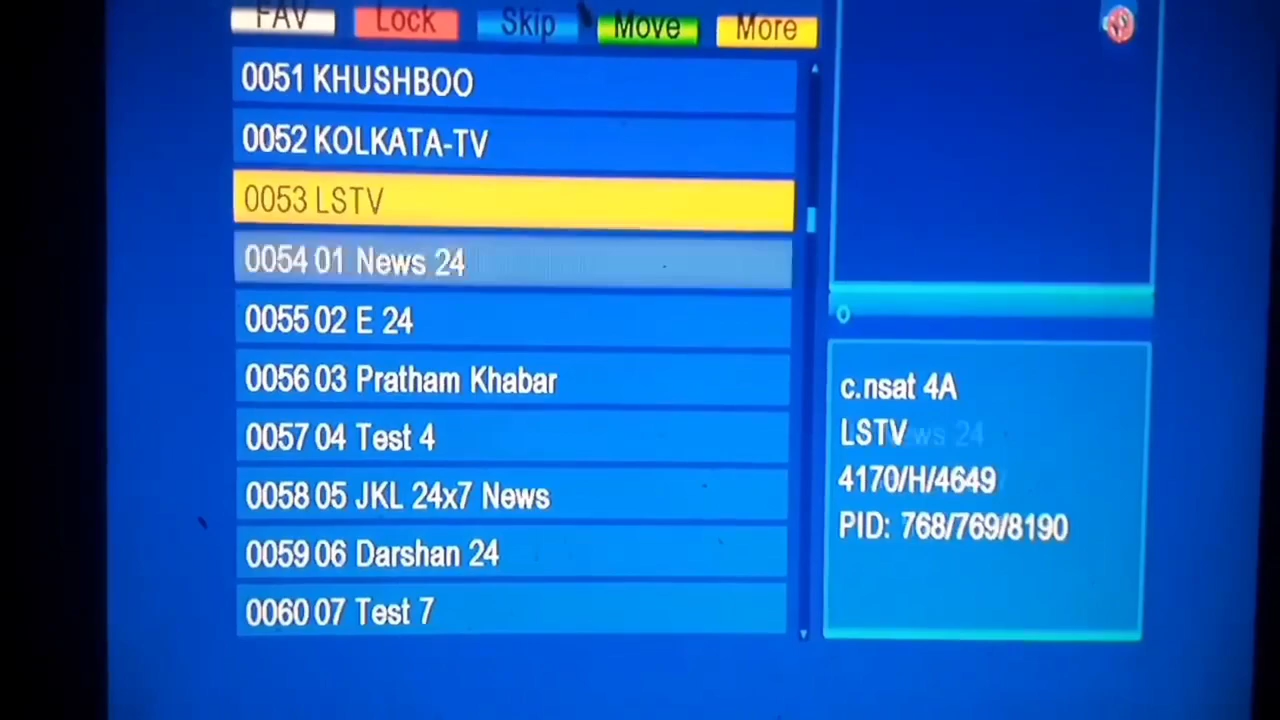 FAV Lock Skip Move More
0051 KHUSHBOO
0052 KOLKATA-TV
0053 LSTV
0054 01 News 24
0055 02 E 24
0056 03 Pratham Khabar
0057 04 Test 4
0058 05 JKL 24x7 News
0059 06 Darshan 24
0060 07 Test 7
c.nsat 4A
LSTV
4170/H/4649
PID: 768/769/8190